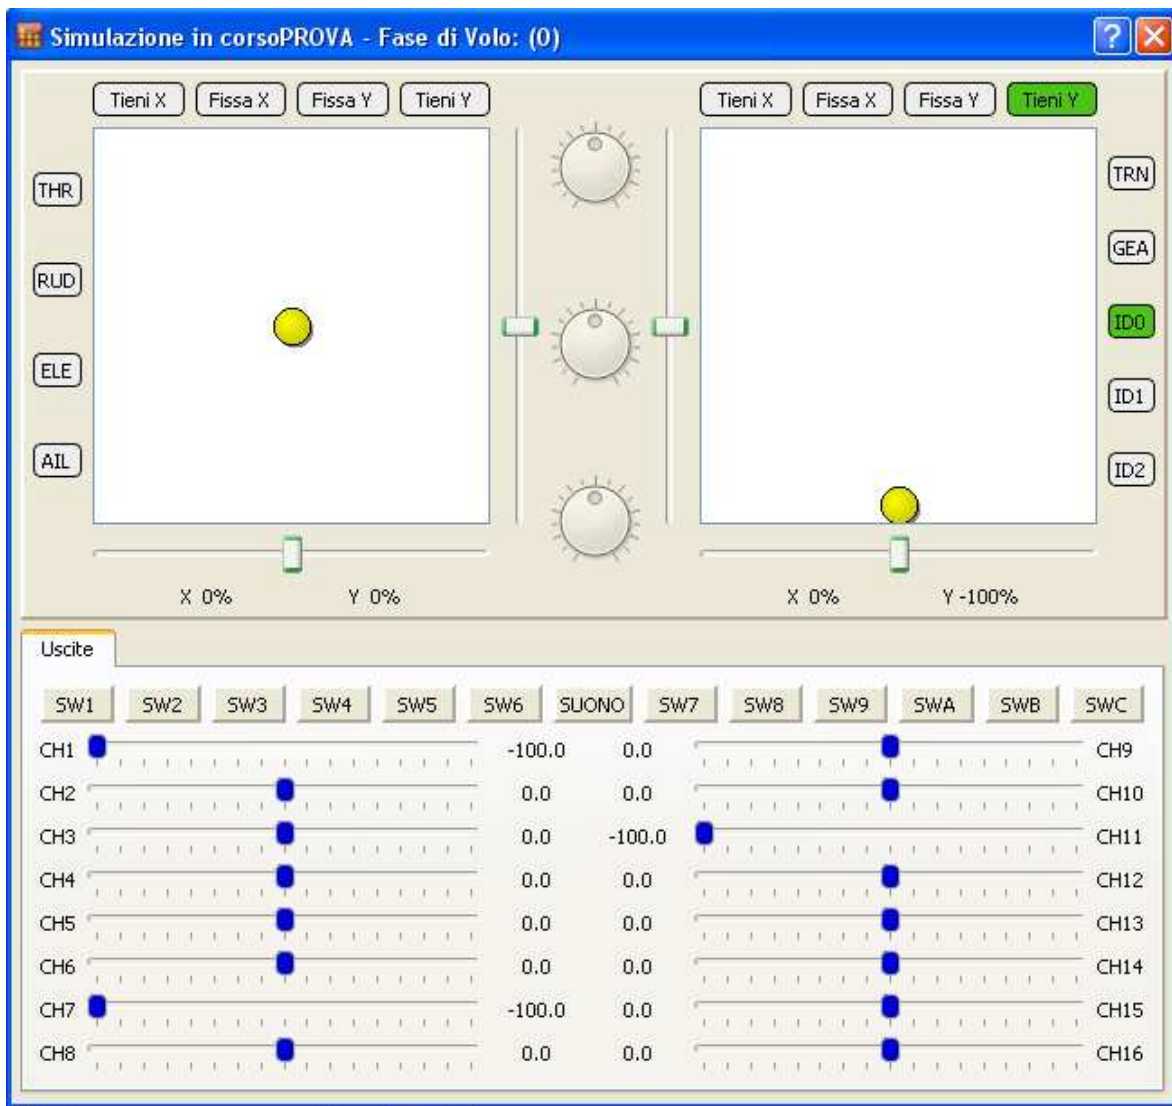 Simulazione in corsoPROVA - Fase di Volo: (0)
Tieni X Fissa X Fissa Y Tieni Y Tieni X Fissa X Fissa Y Tieni Y
THR TRN
RUD GEA
ELE ID0
AIL ID1
ID2
X 0% Y 0% X 0% Y -100%
Uscite
SW1 SW2 SW3 SW4 SW5 SW6 SUONO SW7 SW8 SW9 SWA SWB SWC
CH1 -100.0 0.0 CH9
CH2 0.0 0.0 CH10
CH3 0.0 -100.0 CH11
CH4 0.0 0.0 CH12
CH5 0.0 0.0 CH13
CH6 0.0 0.0 CH14
CH7 -100.0 0.0 CH15
CH8 0.0 0.0 CH16